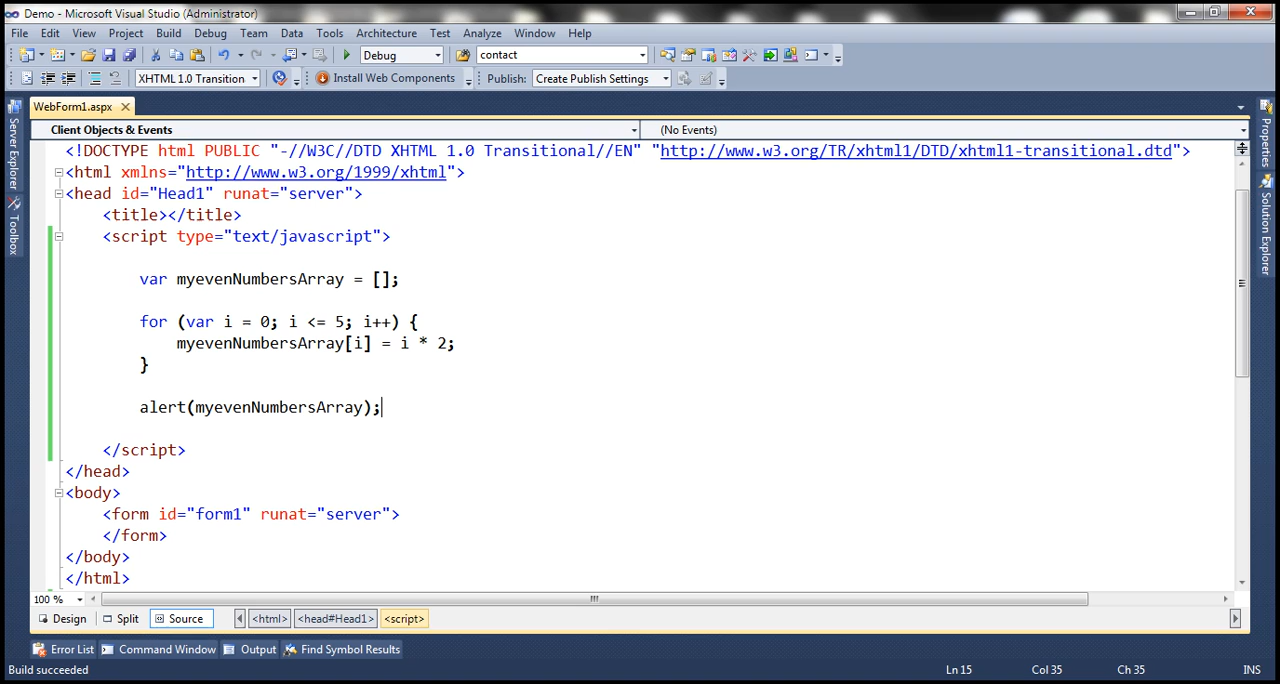 Demo - Microsoft Visual Studio (Administrator)
File Edit View Project Build Debug Team Data Tools Architecture Test Analyze Window Help
Debug contact
XHTML 1.0 Transition Install Web Components Publish: Create Publish Settings
WebForm1.aspx
Client Objects & Events (No Events)
<!DOCTYPE html PUBLIC "-//W3C//DTD XHTML 1.0 Transitional//EN" "http://www.w3.org/TR/xhtml1/DTD/xhtml1-transitional.dtd">
<html xmlns="http://www.w3.org/1999/xhtml">
<head id="Head1" runat="server">
<title></title>
<script type="text/javascript">
var myevenNumbersArray = [];
for (var i = 0; i <= 5; i++) {
myevenNumbersArray[i] = i * 2;
}
alert(myevenNumbersArray);
</script>
</head>
<body>
<form id="form1" runat="server">
</form>
</body>
</html>
100 %
Design Split Source <html> <head#Head1> <script>
Error List Command Window Output Find Symbol Results
Build succeeded Ln 15 Col 35 Ch 35 INS
Server Explorer
Toolbox
Properties
Solution Explorer